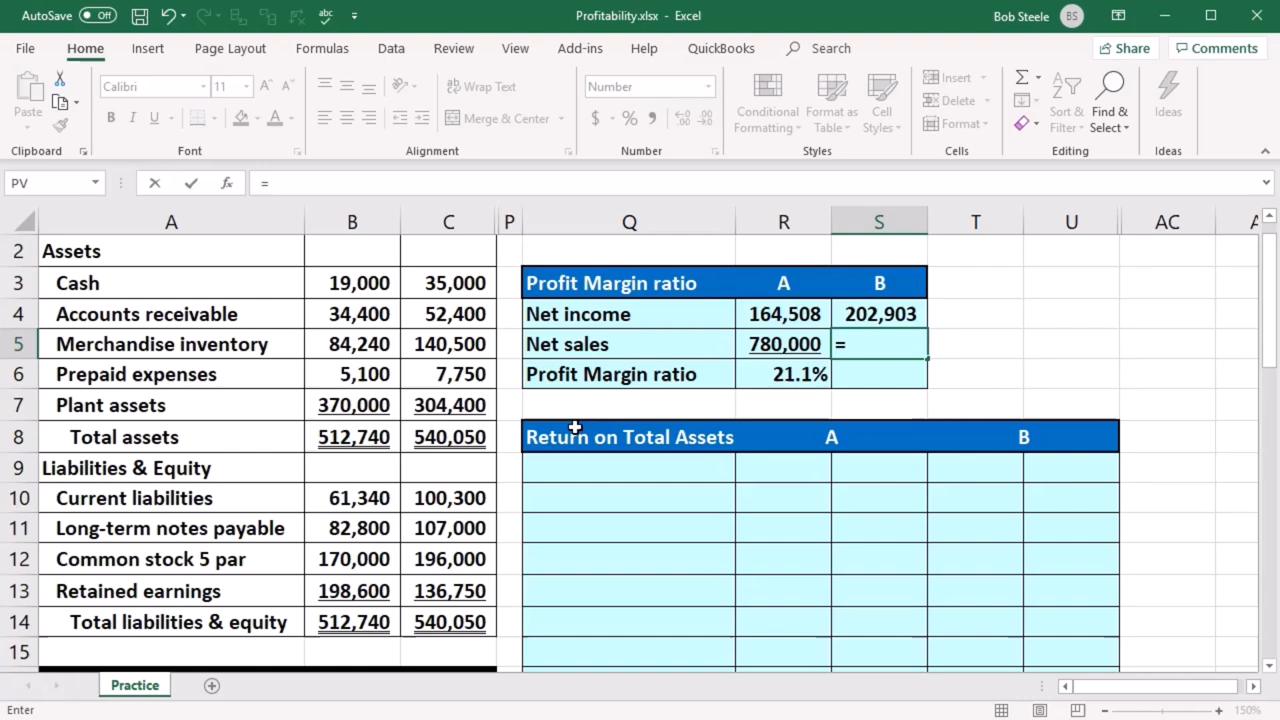 AutoSave Off abc Profitability.xlsx - Excel Bob Steele BS
File Home Insert Page Layout Formulas Data Review View Add-ins Help QuickBooks Search Share Comments
Paste Calibri 11 A A B I U A ab Wrap Text Merge & Center Number $ % Conditional Formatting Format as Table Cell Styles Insert Delete Format Σ Sort & Filter Find & Select Ideas
Clipboard Font Alignment Number Styles Cells Editing Ideas
PV fx =
A B C P Q R S T U AC
2 Assets
3 Cash 19,000 35,000 Profit Margin ratio A B
4 Accounts receivable 34,400 52,400 Net income 164,508 202,903
5 Merchandise inventory 84,240 140,500 Net sales 780,000 =
6 Prepaid expenses 5,100 7,750 Profit Margin ratio 21.1%
7 Plant assets 370,000 304,400
8 Total assets 512,740 540,050 Return on Total Assets A B
9 Liabilities & Equity
10 Current liabilities 61,340 100,300
11 Long-term notes payable 82,800 107,000
12 Common stock 5 par 170,000 196,000
13 Retained earnings 198,600 136,750
14 Total liabilities & equity 512,740 540,050
15
Practice
Enter 150%